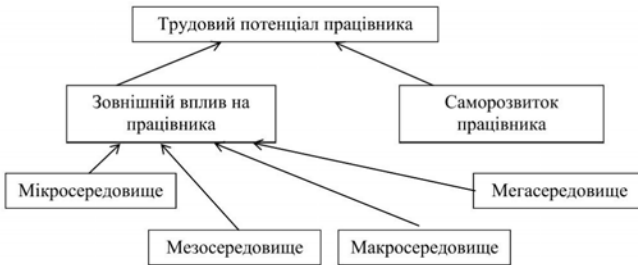 Трудовий потенціал працівника
Зовнішній вплив на
працівника
Саморозвиток
працівника
Мікросередовище
Мегасередовище
Мезосередовище
Макросередовище